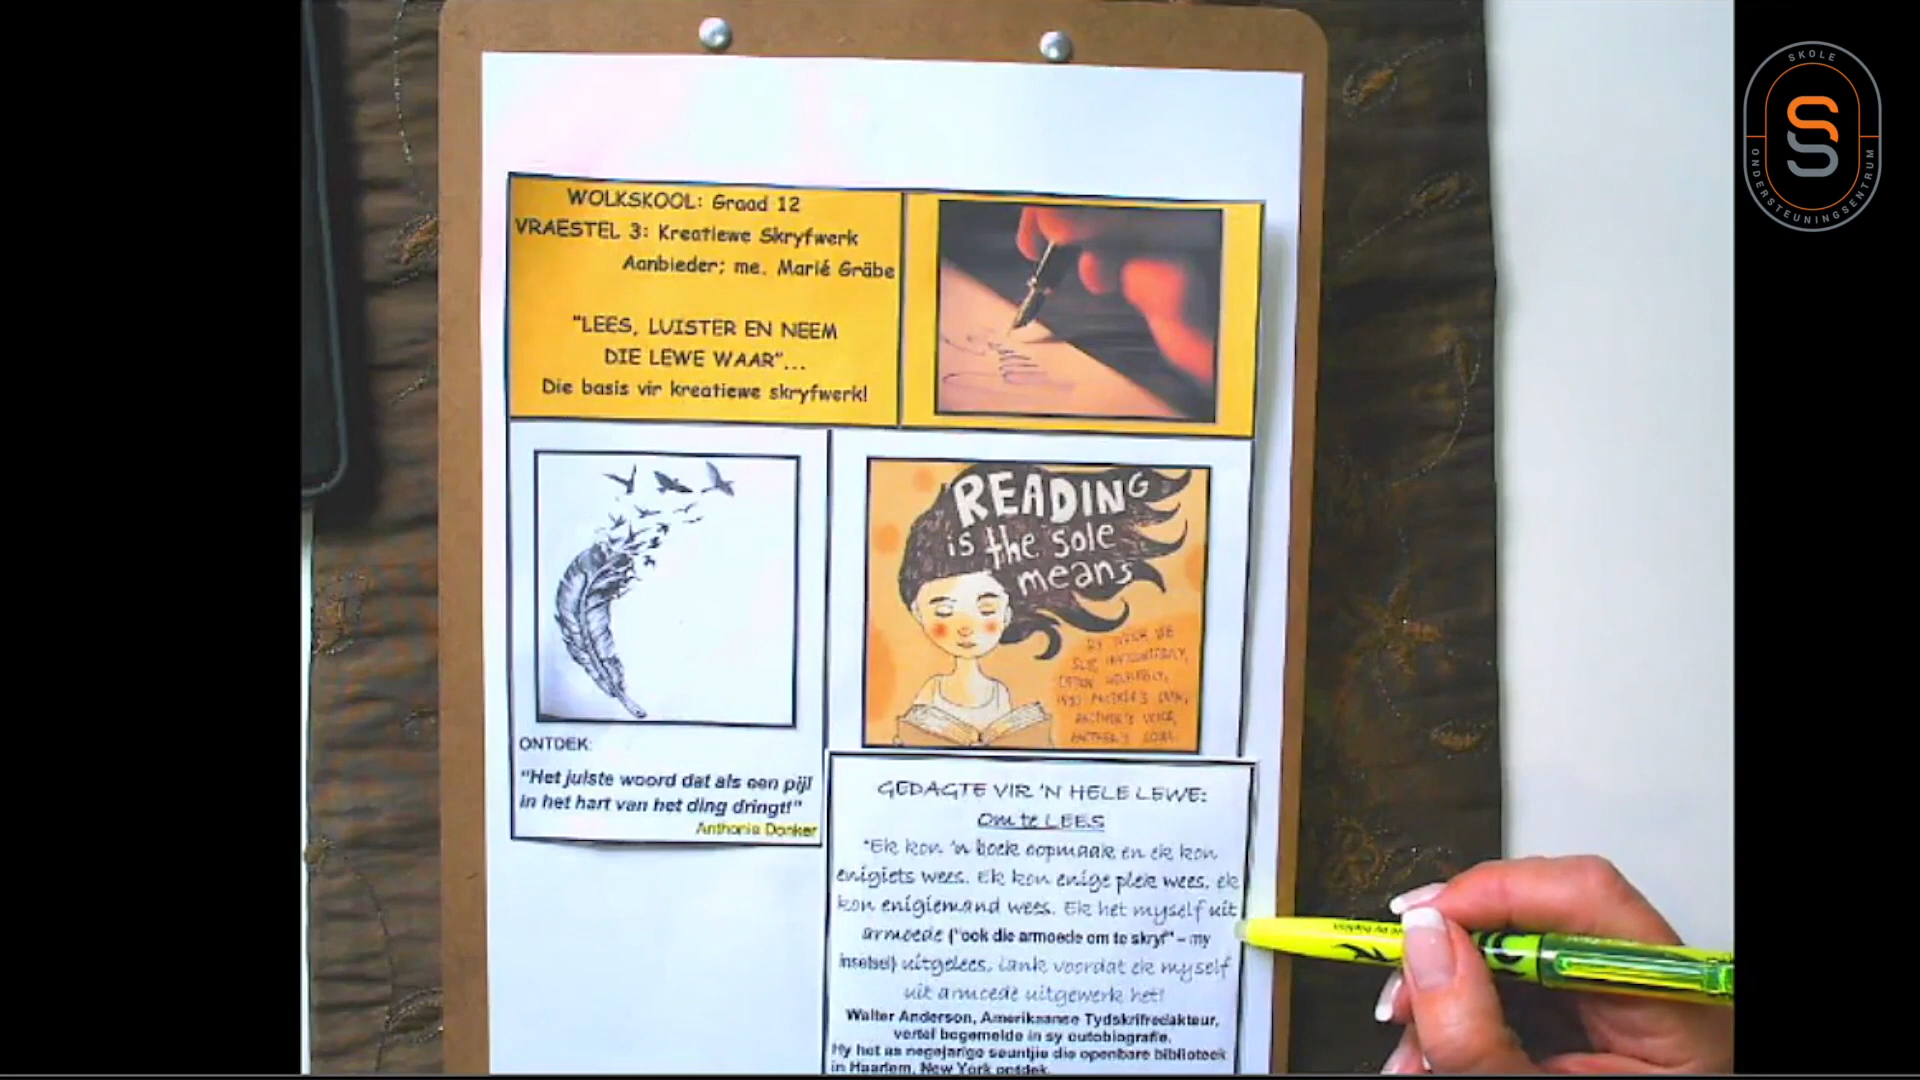 WOLKSKOOL: Graad 12
VRAESTEL 3: Kreatiewe Skryfwerk
Aanbieder; me. Marié Gräbe
"LEES, LUISTER EN NEEM
DIE LEWE WAAR"...
Die basis vir kreatiewe skryfwerk!
READING
is the sole
means
ONTDEK:
"Het juiste woord dat als een pijl
in het hart van het ding dringt!"
Anthonie Donker
GEDAGTE VIR 'N HELE LEWE:
Om te LEES
"Ek kon 'n boek oopmaak en ek kon
enigiets wees. Ek kon enige plek wees, ek
kon enigiemand wees. Ek het myself uit
armoede ("ook die armoede om te skryf" – my
insetsel) uitgelees, lank voordat ek myself
uit armoede uitgewerk het!
Walter Anderson, Amerikaanse Tydskrifredakteur,
vertel bogemelde in sy outobiografie.
Hy het as negejarige seuntjie die openbare biblioteek
in Haarlem, New York ontdek.
SKOLE
SS
ONDERSTEUNINGSENTRUM